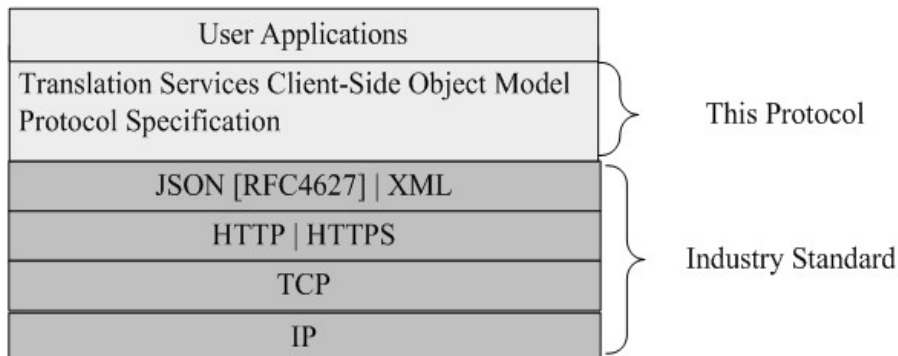 User Applications
Translation Services Client-Side Object Model
Protocol Specification
This Protocol
JSON [RFC4627] | XML
HTTP | HTTPS
TCP
IP
Industry Standard